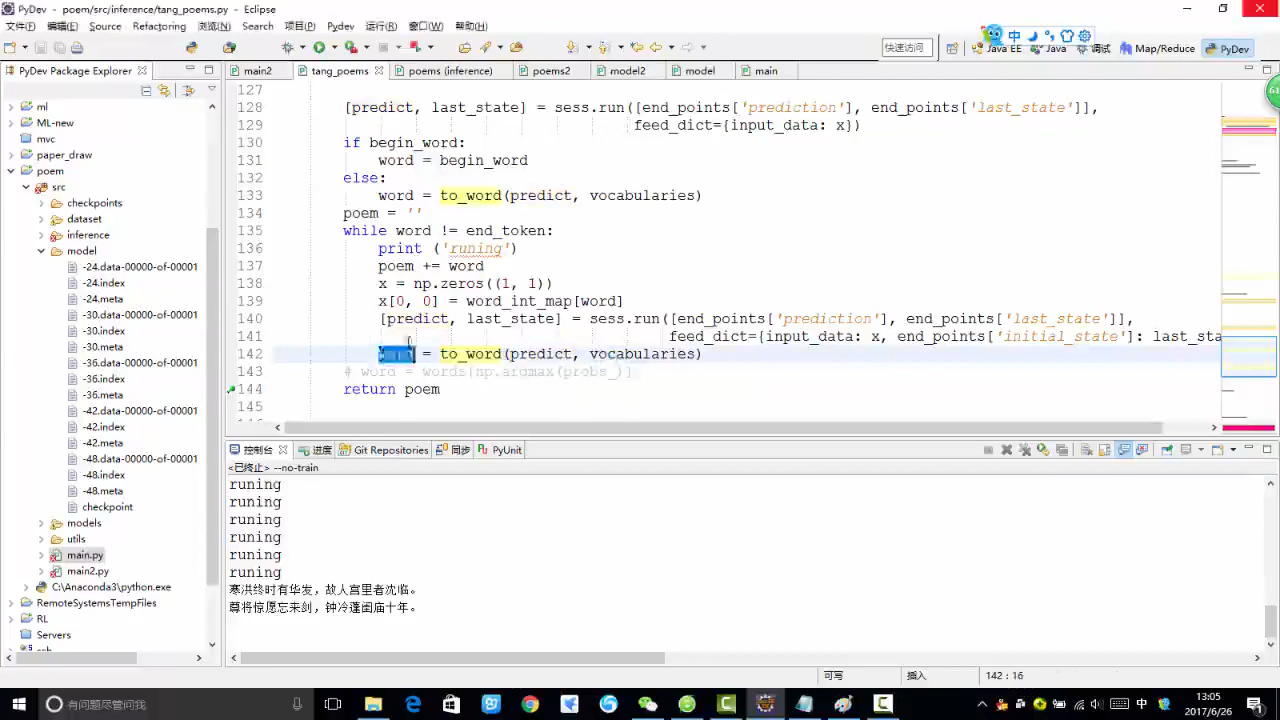 PyDev - poem/src/inference/tang_poems.py - Eclipse
文件(F) 编辑(E) Source Refactoring 浏览(N) Search 项目(P) Pydev 运行(R) 窗口(W) 帮助(H)
快速访问 Java EE Java 调试 Map/Reduce PyDev
中
PyDev Package Explorer
main2 tang_poems poems (inference) poems2 model2 model main
ml
ML-new
mvc
paper_draw
poem
src
checkpoints
dataset
inference
model
-24.data-00000-of-00001
-24.index
-24.meta
-30.data-00000-of-00001
-30.index
-30.meta
-36.data-00000-of-00001
-36.index
-36.meta
-42.data-00000-of-00001
-42.index
-42.meta
-48.data-00000-of-00001
-48.index
-48.meta
checkpoint
models
utils
main.py
main2.py
C:\Anaconda3\python.exe
RemoteSystemsTempFiles
RL
Servers
127
128 [predict, last_state] = sess.run([end_points['prediction'], end_points['last_state']],
129 feed_dict={input_data: x})
130 if begin_word:
131 word = begin_word
132 else:
133 word = to_word(predict, vocabularies)
134 poem = ''
135 while word != end_token:
136 print ('runing')
137 poem += word
138 x = np.zeros((1, 1))
139 x[0, 0] = word_int_map[word]
140 [predict, last_state] = sess.run([end_points['prediction'], end_points['last_state']],
141 feed_dict={input_data: x, end_points['initial_state']: last_sta
142 word = to_word(predict, vocabularies)
143 # word = words[np.argmax(probs_)]
144 return poem
145
61
控制台 进度 Git Repositories 同步 PyUnit
<已终止> --no-train
runing
runing
runing
runing
runing
runing
寒洪终时有华发，故人宫里者沈临。
尊将惊愿忘未剑，钟冷蓬闺庙十年。
可写 插入 142 : 16
有问题尽管问我
中
13:05
2017/6/26